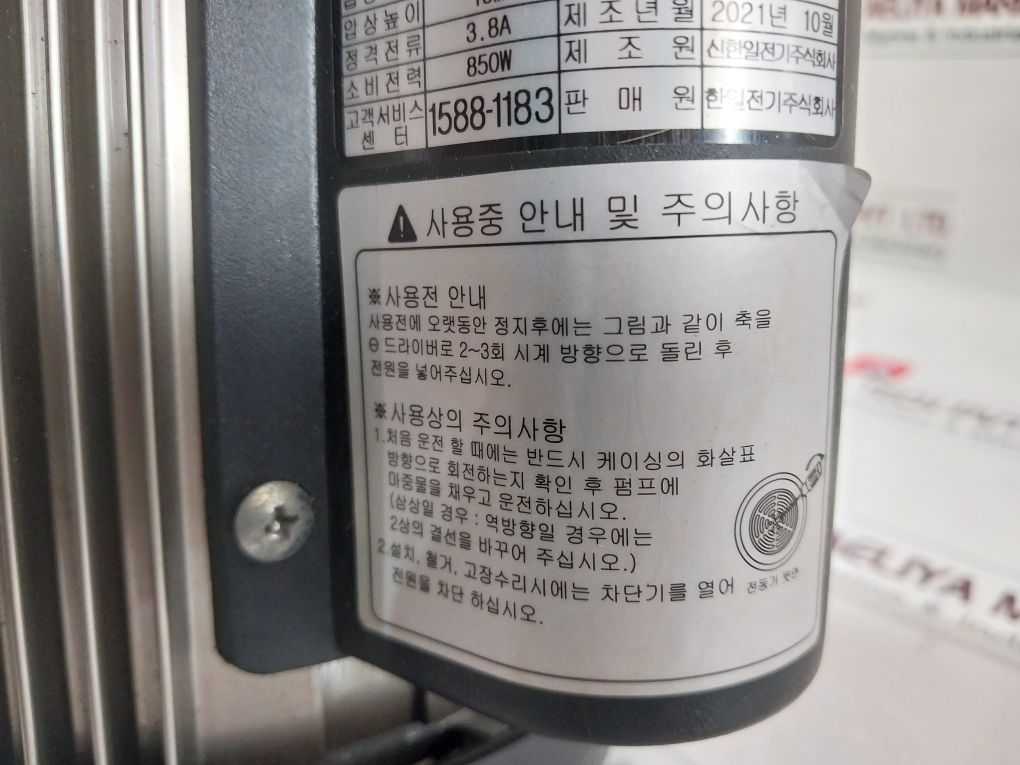 압상높이 제조년월 2021년 10월
정격전류 3.8A 제조원 신한일전기주식회사
소비전력 850W
고객서비스센터 1588-1183 판매원 한일전기주식회사
사용중 안내 및 주의사항
※사용전 안내
사용전에 오랫동안 정지후에는 그림과 같이 축을
⊖ 드라이버로 2~3회 시계 방향으로 돌린 후
전원을 넣어주십시오.
※사용상의 주의사항
1.처음 운전 할 때에는 반드시 케이싱의 화살표
방향으로 회전하는지 확인 후 펌프에
마중물을 채우고 운전하십시오.
(삼상일 경우 : 역방향일 경우에는
2상의 결선을 바꾸어 주십시오.)
2.설치, 철거, 고장수리시에는 차단기를 열어
전원을 차단 하십시오.
전동기 뒷면